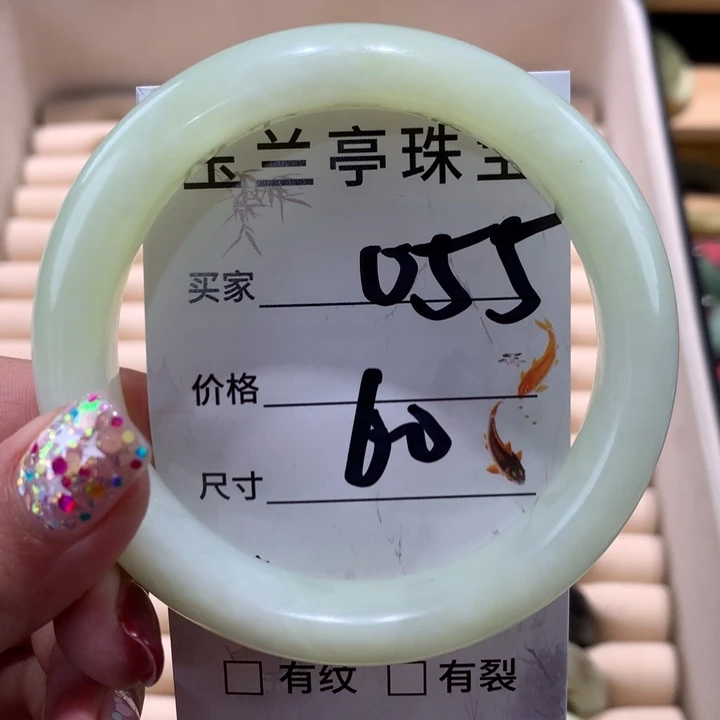 玉兰亭珠宝
买家 055
价格
60
尺寸
有纹 有裂